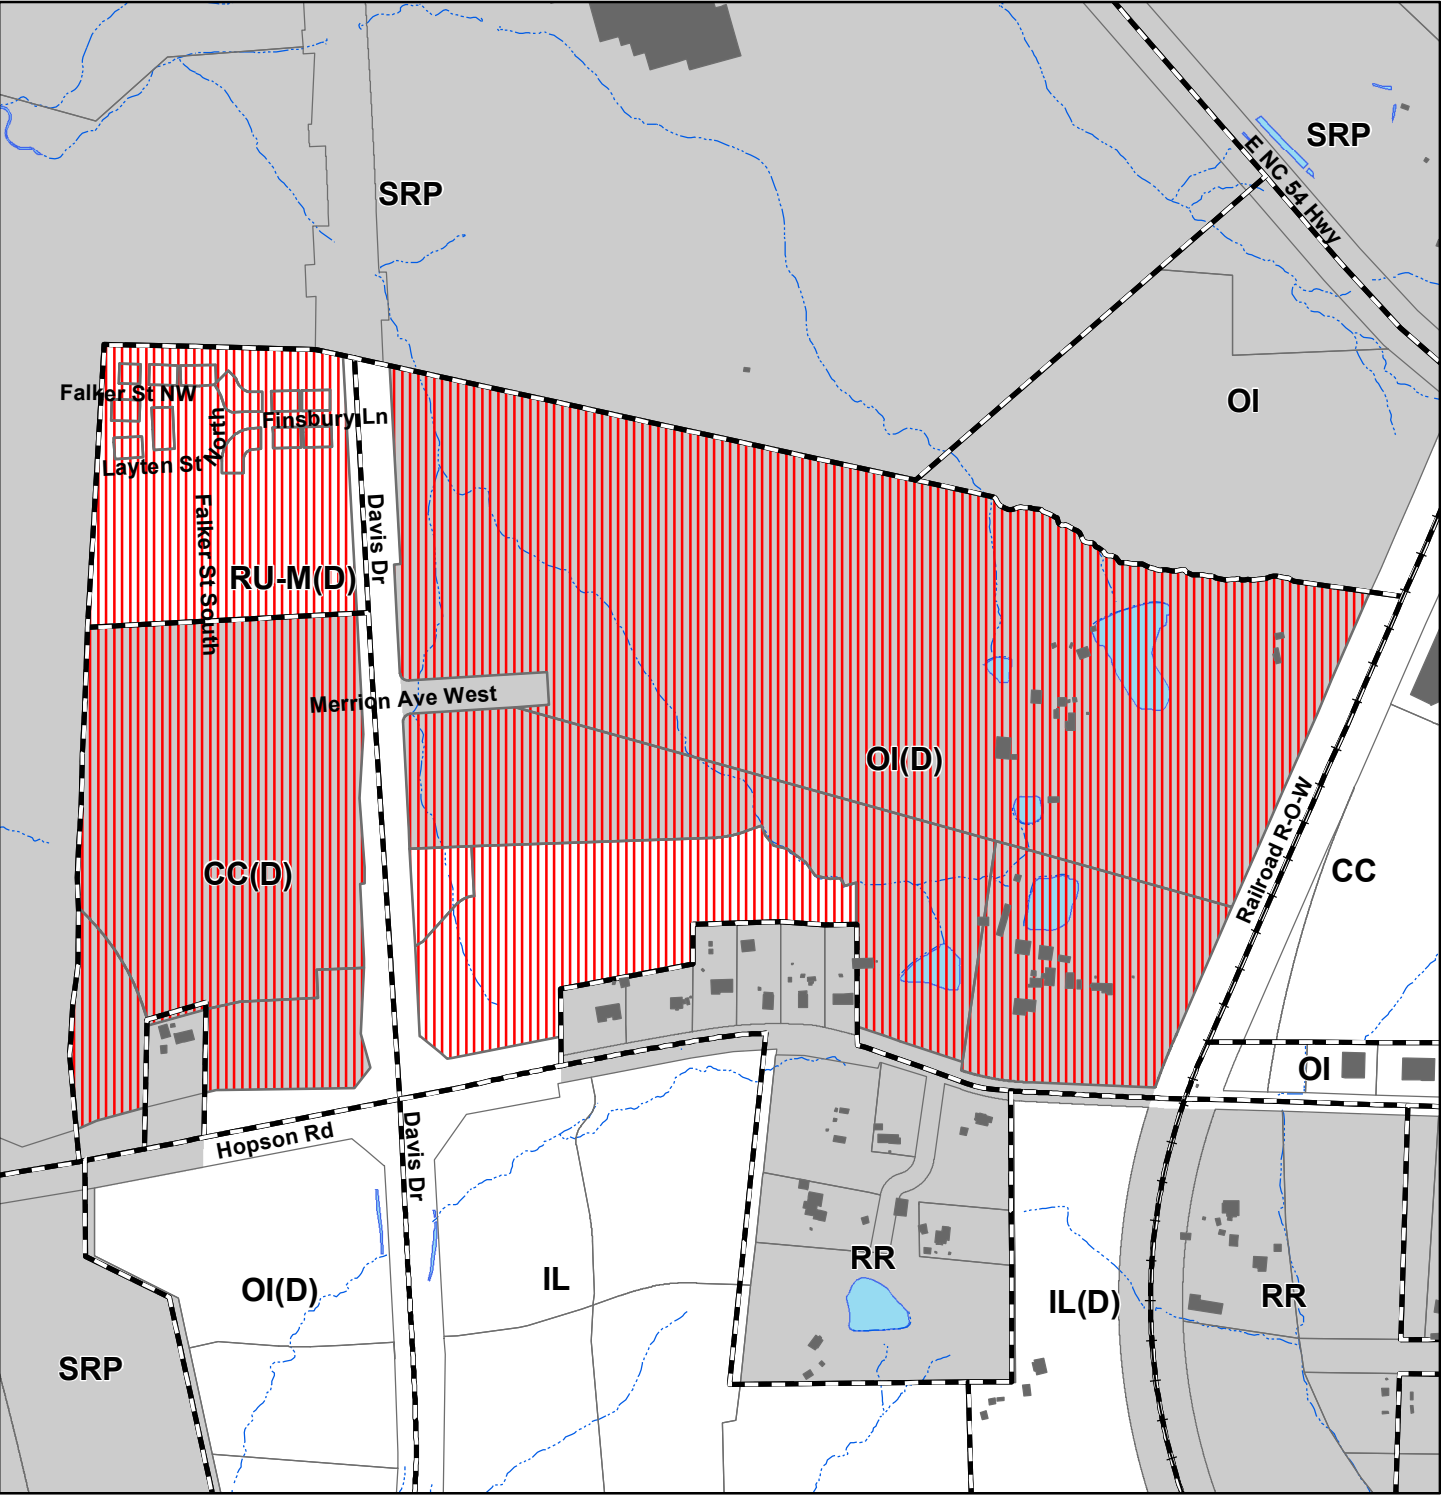 SRP
E NC 54 Hwy
SRP
OI
Falker St NW
North
Finsbury Ln
Layten St
Falker St South
Davis Dr
RU-M(D)
Merrion Ave West
OI(D)
Railroad R-O-W
CC
CC(D)
OI
Hopson Rd
Davis Dr
RR
OI(D)
IL
IL(D)
RR
SRP